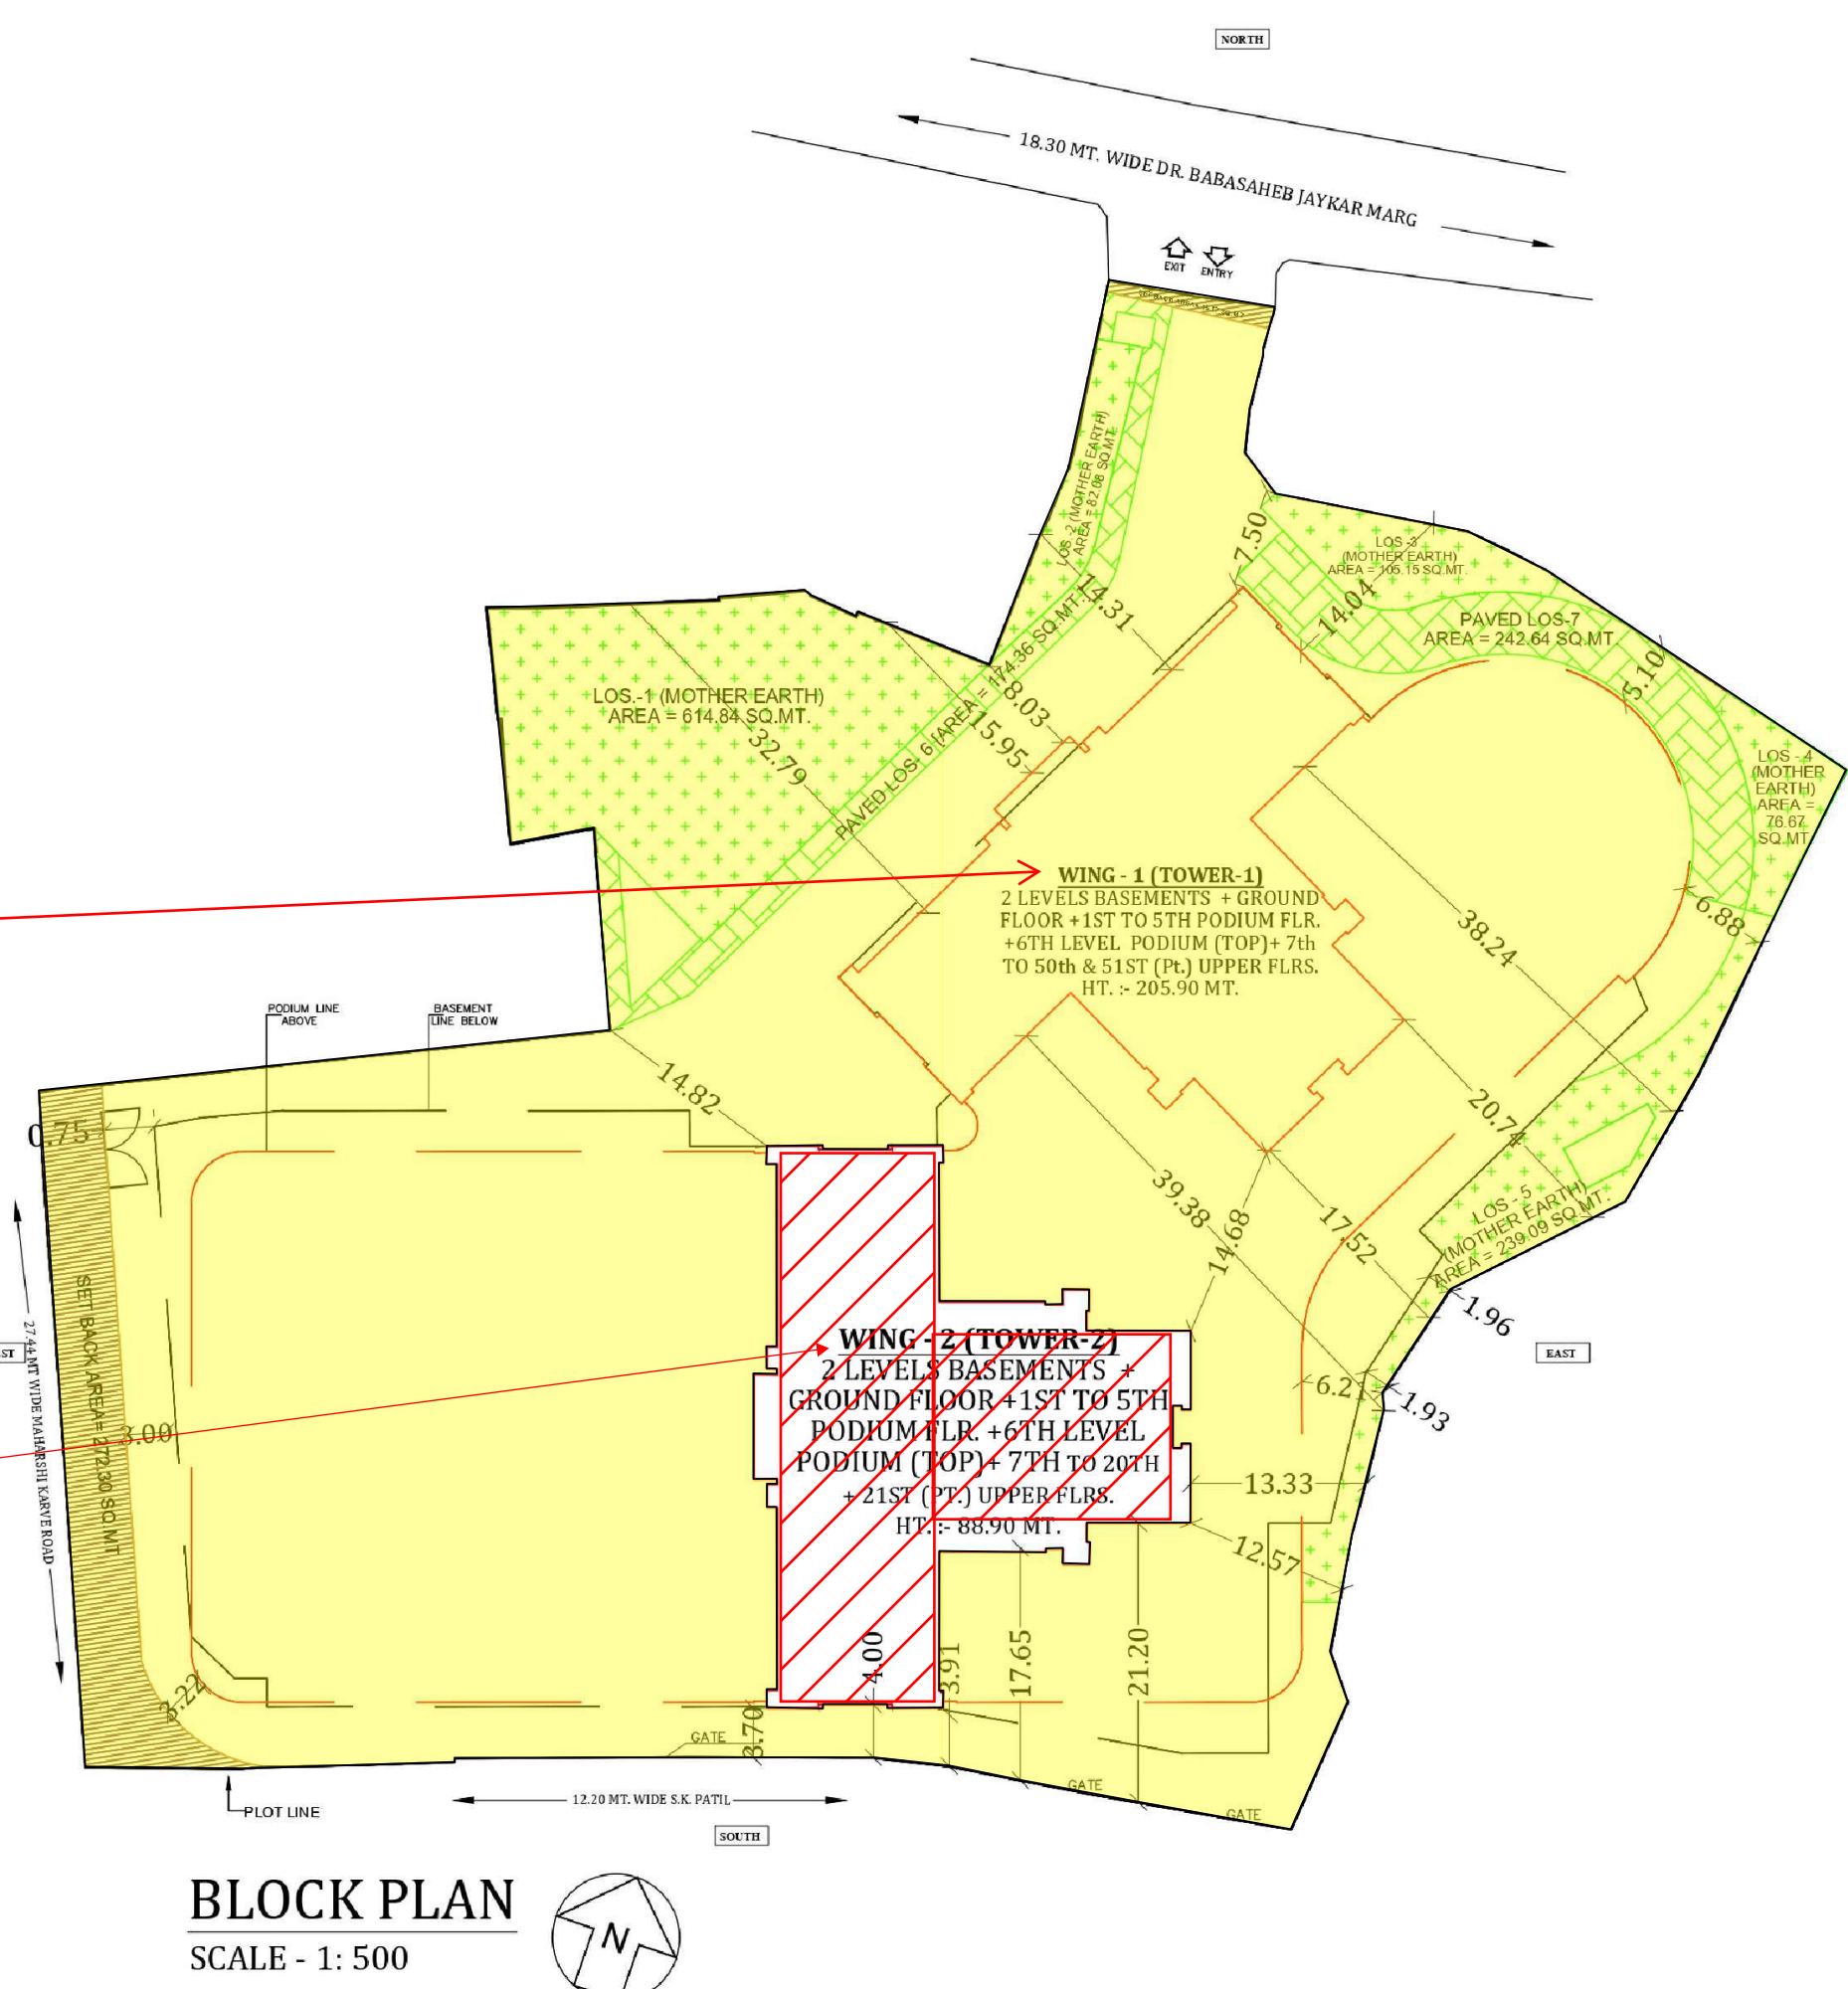 NORTH
18.30 MT. WIDE DR. BABASAHEB JAYKAR MARG
EXIT
ENTRY
LOS -2 (MOTHER EARTH)
AREA = 82.08 SQ.MT.
7.50
LOS -3
(MOTHER EARTH)
AREA = 105.15 SQ.MT.
14.31
14.04
PAVED LOS-7
AREA = 242.64 SQ.MT.
5.10
LOS.-1 (MOTHER EARTH)
AREA = 614.84 SQ.MT.
32.79
PAVED LOS- 6 (AREA = 174.36 SQ.MT.)
18.03
15.95
LOS - 4
(MOTHER
EARTH)
AREA =
76.67
SQ.MT
WING - 1 (TOWER-1)
2 LEVELS BASEMENTS + GROUND
FLOOR +1ST TO 5TH PODIUM FLR.
+6TH LEVEL PODIUM (TOP)+ 7th
TO 50th & 51ST (Pt.) UPPER FLRS.
HT. :- 205.90 MT.
38.24
6.88
PODIUM LINE
ABOVE
BASEMENT
LINE BELOW
14.82
0.75
20.74
39.38
14.68
17.52
LOS - 5
(MOTHER EARTH)
AREA = 239.09 SQ.MT.
1.96
EAST
SET BACK AREA= 272.30 SQ.MT
27.44 MT WIDE MAHARSHI KARVE ROAD
ST
WING - 2 (TOWER-2)
2 LEVELS BASEMENTS +
GROUND FLOOR +1ST TO 5TH
PODIUM FLR. +6TH LEVEL
PODIUM (TOP)+ 7TH TO 20TH
+ 21ST (PT.) UPPER FLRS.
HT. :- 88.90 MT.
6.21
1.93
3.00
13.33
12.57
4.00
3.91
17.65
21.20
3.22
3.70
GATE
GATE
GATE
PLOT LINE
12.20 MT. WIDE S.K. PATIL
SOUTH
BLOCK PLAN
SCALE - 1: 500
N